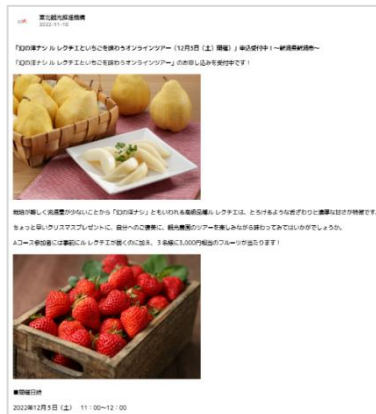 東北観光推進機構
2022-11-18
「幻の洋ナシ ル レクチエといちごを味わうオンラインツアー（12月3日（土）開催）」申込受付中！～新潟県新潟市～
「幻の洋ナシ ル レクチエといちごを味わうオンラインツアー」のお申し込みを受付中です！
栽培が難しく流通量が少ないことから「幻の洋ナシ」ともいわれる高級品種ル レクチエは、とろけるような舌ざわりと濃厚な甘さが特徴です。
ちょっと早いクリスマスプレゼントに、自分へのご褒美に、観光農園のツアーを楽しみながら味わってみてはいかがでしょうか。
Aコース参加者には事前にル レクチエが届くのに加え、3名様に3,000円相当のフルーツが当たります！
■開催日時
2022年12月3日（土） 11：00～12：00